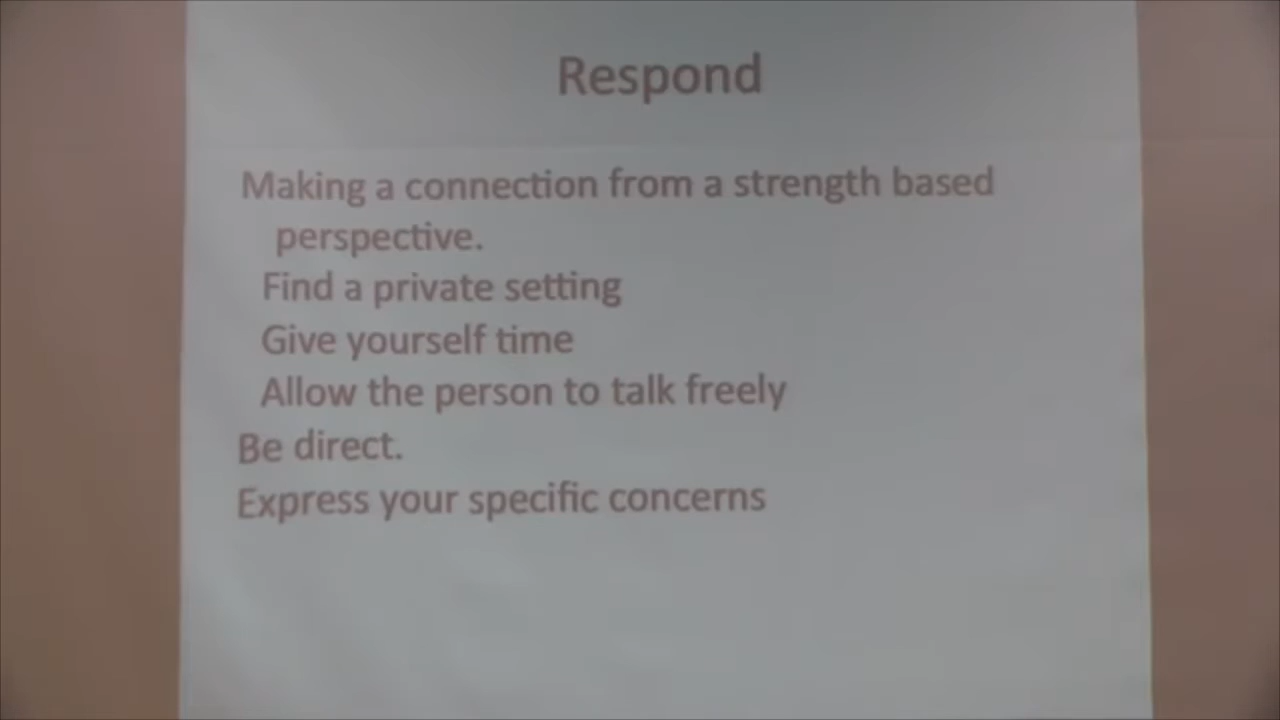 Respond
Making a connection from a strength based
perspective.
Find a private setting
Give yourself time
Allow the person to talk freely
Be direct.
Express your specific concerns